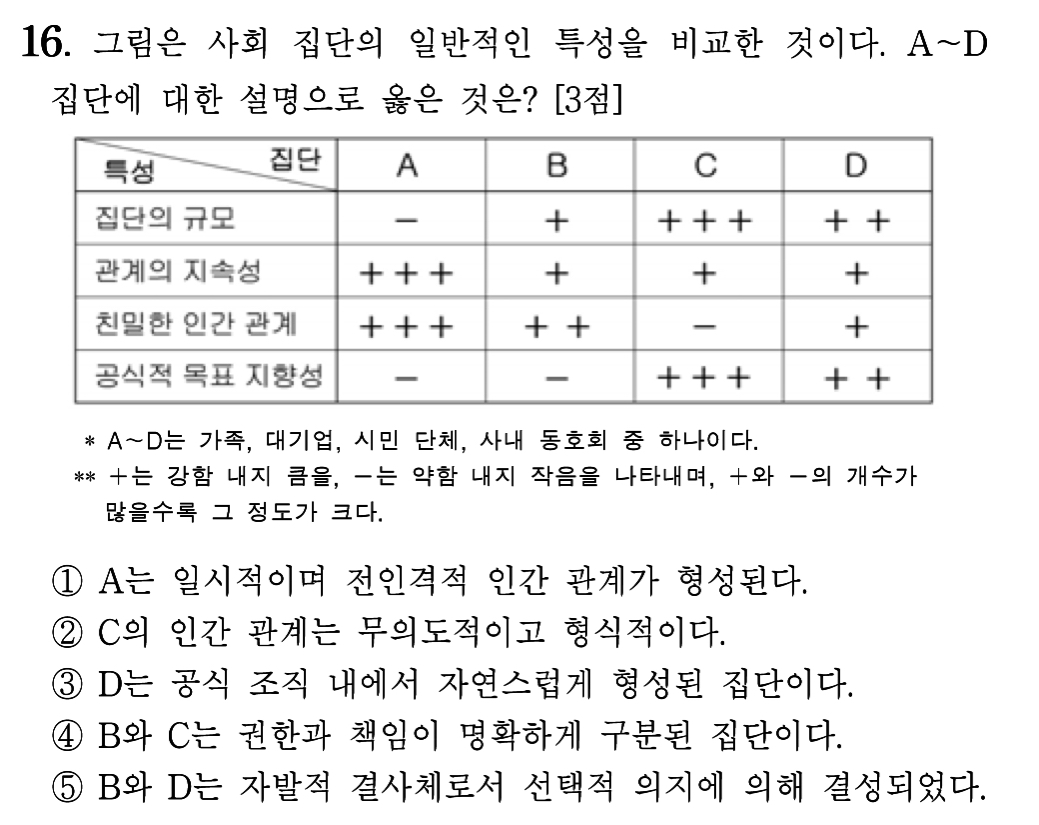 16. 그림은 사회 집단의 일반적인 특성을 비교한 것이다. A~D
집단에 대한 설명으로 옳은 것은? [3점]
특성 집단 A B C D
집단의 규모 － ＋ ＋＋＋ ＋＋
관계의 지속성 ＋＋＋ ＋ ＋ ＋
친밀한 인간 관계 ＋＋＋ ＋＋ － ＋
공식적 목표 지향성 － － ＋＋＋ ＋＋
* A~D는 가족, 대기업, 시민 단체, 사내 동호회 중 하나이다.
** ＋는 강함 내지 큼을, －는 약함 내지 작음을 나타내며, ＋와 －의 개수가
많을수록 그 정도가 크다.
① A는 일시적이며 전인격적 인간 관계가 형성된다.
② C의 인간 관계는 무의도적이고 형식적이다.
③ D는 공식 조직 내에서 자연스럽게 형성된 집단이다.
④ B와 C는 권한과 책임이 명확하게 구분된 집단이다.
⑤ B와 D는 자발적 결사체로서 선택적 의지에 의해 결성되었다.